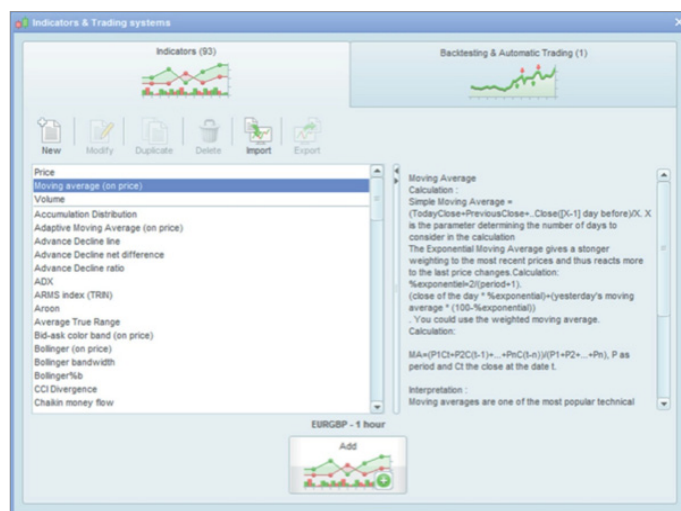 Indicators & Trading systems
Indicators (93)
Backtesting & Automatic Trading (1)
New
Modify
Duplicate
Delete
Import
Export
Price
Moving average (on price)
Volume
Accumulation Distribution
Adaptive Moving Average (on price)
Advance Decline line
Advance Decline net difference
Advance Decline ratio
ADX
ARMS index (TRIN)
Aroon
Average True Range
Bid-ask color band (on price)
Bollinger (on price)
Bollinger bandwidth
Bollinger%b
CCI Divergence
Chaikin money flow
Moving Average
Calculation :
Simple Moving Average =
(TodayClose+PreviousClose+..Close([X-1] day before)/X. X
is the parameter determining the number of days to
consider in the calculation
The Exponential Moving Average gives a stonger
weighting to the most recent prices and thus reacts more
to the last price changes.Calculation:
%exponentiel=2/(period+1).
(close of the day * %exponential)+(yesterday's moving
average * (100-%exponential))
. You could use the weighted moving average.
Calculation:
MA=(P1Ct+P2C(t-1)+...+PnC(t-n))/(P1+P2+...+Pn), P as
period and Ct the close at the date t.
Interpretation :
Moving averages are one of the most popular technical
EURGBP - 1 hour
Add